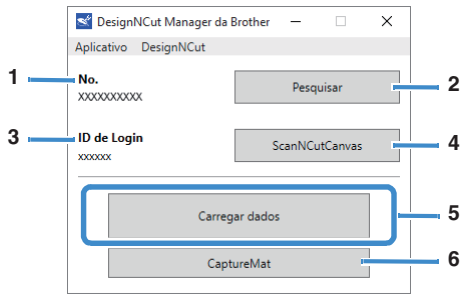 DesignNCut Manager da Brother
Aplicativo DesignNCut
1 No. Pesquisar 2
XXXXXXXXXX
3 ID de Login ScanNCutCanvas 4
xxxxxx
Carregar dados 5
CaptureMat 6